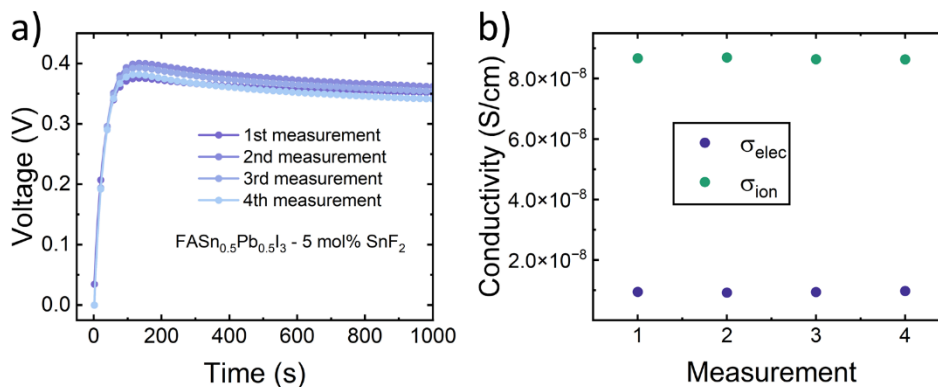 a)
Voltage (V)
0.4
0.3
0.2
0.1
0.0
1st measurement
2nd measurement
3rd measurement
4th measurement
FASn0.5Pb0.5I3 - 5 mol% SnF2
0 200 400 600 800 1000
Time (s)
b)
Conductivity (S/cm)
8.0×10⁻⁸
6.0×10⁻⁸
4.0×10⁻⁸
2.0×10⁻⁸
σelec
σion
1 2 3 4
Measurement